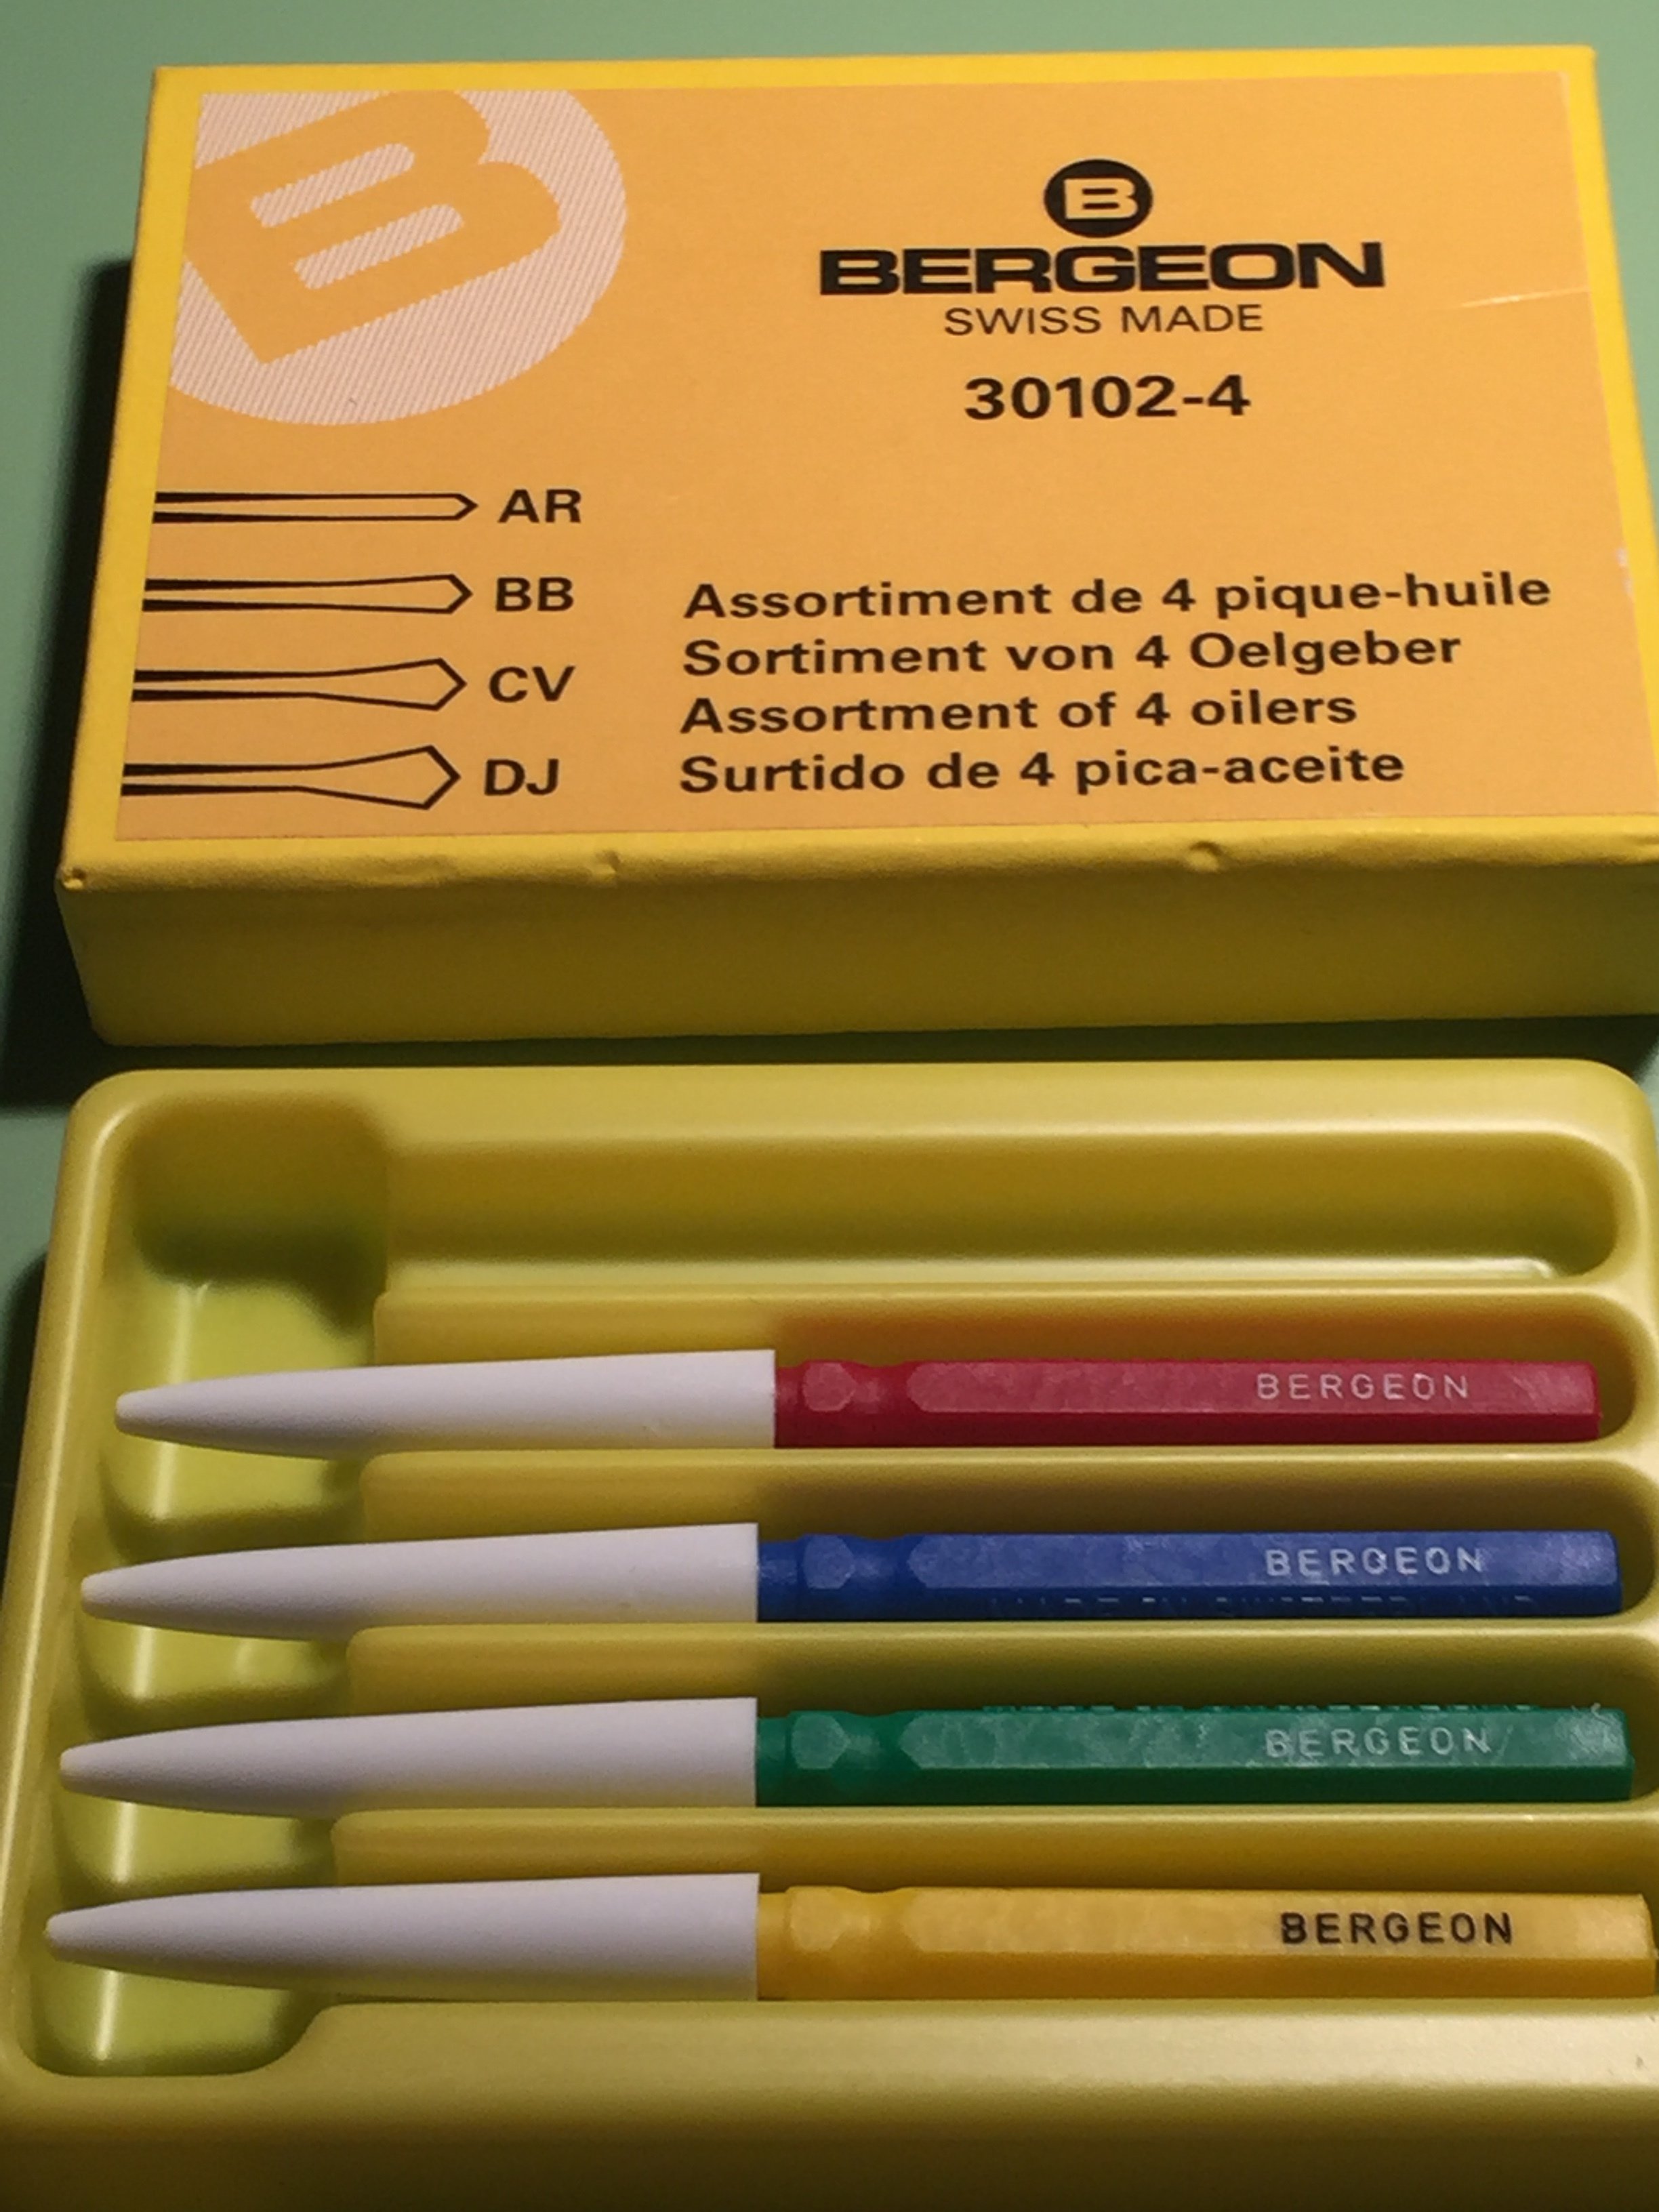 B
B
BERGEON
SWISS MADE
30102-4
AR
BB
CV
DJ
Assortiment de 4 pique-huile
Sortiment von 4 Oelgeber
Assortment of 4 oilers
Surtido de 4 pica-aceite
BERGEON
BERGEON
BERGEON
BERGEON